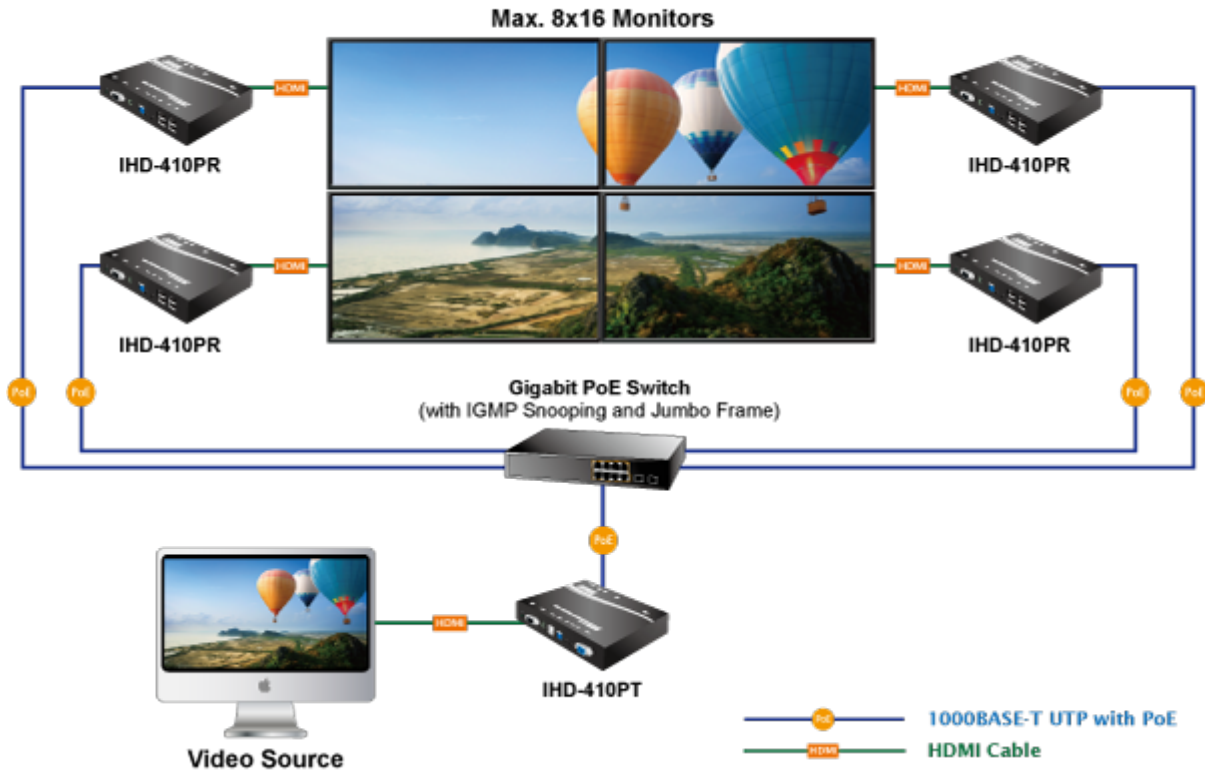 Max. 8x16 Monitors
HDMI
HDMI
IHD-410PR
IHD-410PR
HDMI
HDMI
IHD-410PR
IHD-410PR
PoE
PoE
Gigabit PoE Switch
PoE
PoE
(with IGMP Snooping and Jumbo Frame)
PoE
HDMI
IHD-410PT
PoE
1000BASE-T UTP with PoE
HDMI
HDMI Cable
Video Source